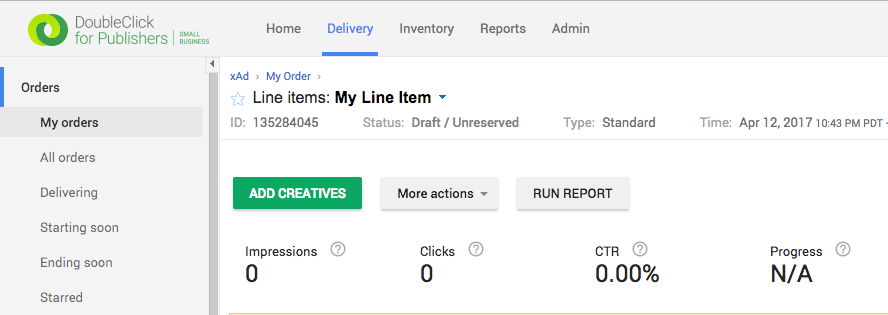 DoubleClick
for Publishers | SMALL BUSINESS
Home Delivery Inventory Reports Admin
Orders
My orders
All orders
Delivering
Starting soon
Ending soon
Starred
xAd › My Order ›
Line items: My Line Item
ID: 135284045 Status: Draft / Unreserved Type: Standard Time: Apr 12, 2017 10:43 PM PDT -
ADD CREATIVES More actions RUN REPORT
Impressions ? Clicks ? CTR ? Progress ?
0 0 0.00% N/A